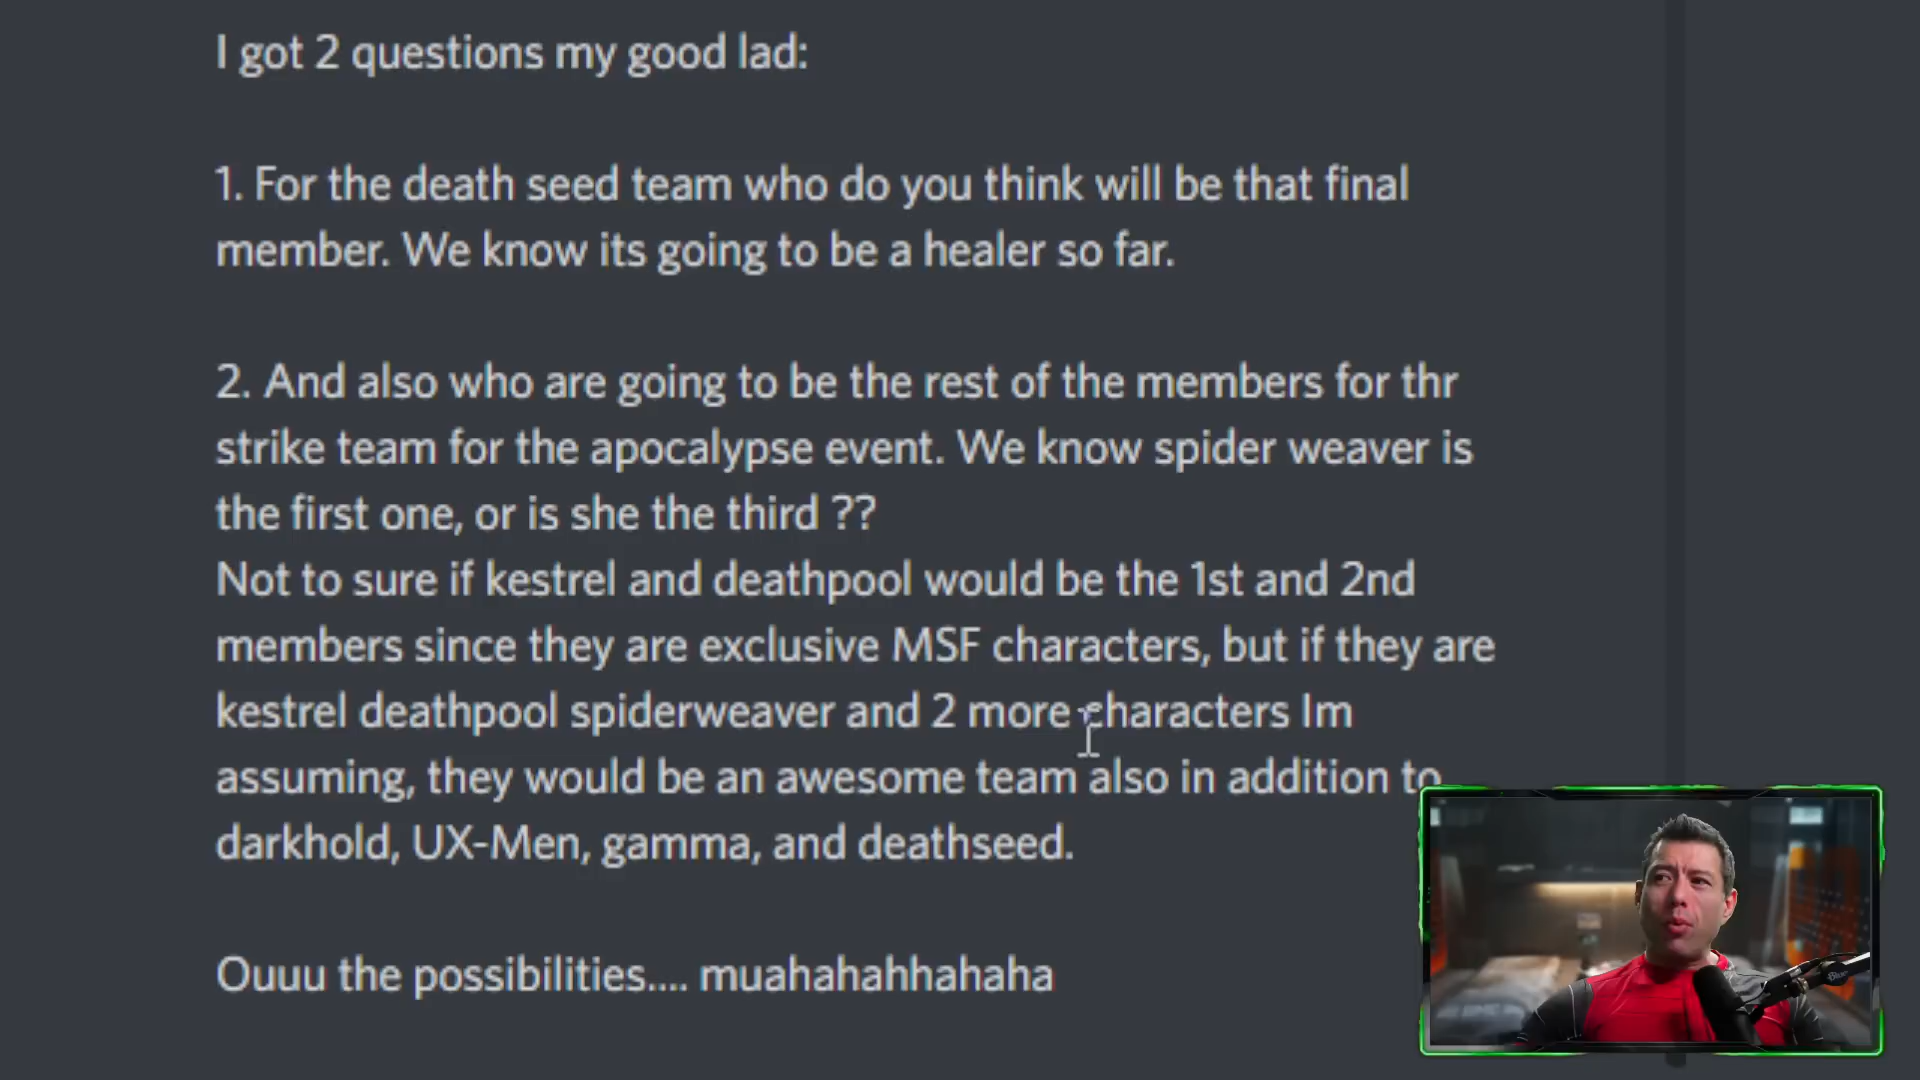 I got 2 questions my good lad:
1. For the death seed team who do you think will be that final
member. We know its going to be a healer so far.
2. And also who are going to be the rest of the members for thr
strike team for the apocalypse event. We know spider weaver is
the first one, or is she the third ??
Not to sure if kestrel and deathpool would be the 1st and 2nd
members since they are exclusive MSF characters, but if they are
kestrel deathpool spiderweaver and 2 more characters Im
assuming, they would be an awesome team also in addition to
darkhold, UX-Men, gamma, and deathseed.
Ouuu the possibilities.... muahahahhahaha